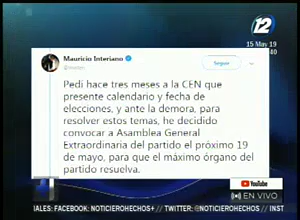 12
15 May 19
:40
Mauricio Interiano
Seguir
Pedí hace tres meses a la CEN que
presente calendario y fecha de
elecciones, y ante la demora, para
resolver estos temas, he decidido
convocar a Asamblea General
Extraordinaria del partido el próximo 19
de mayo, para que el máximo órgano del
partido resuelva.
YouTube
EN VIVO
IALES: FACEBOOK: NOTICIEROHECHOS+ // TWITTER: @NOTICIEROHECHOS // INST